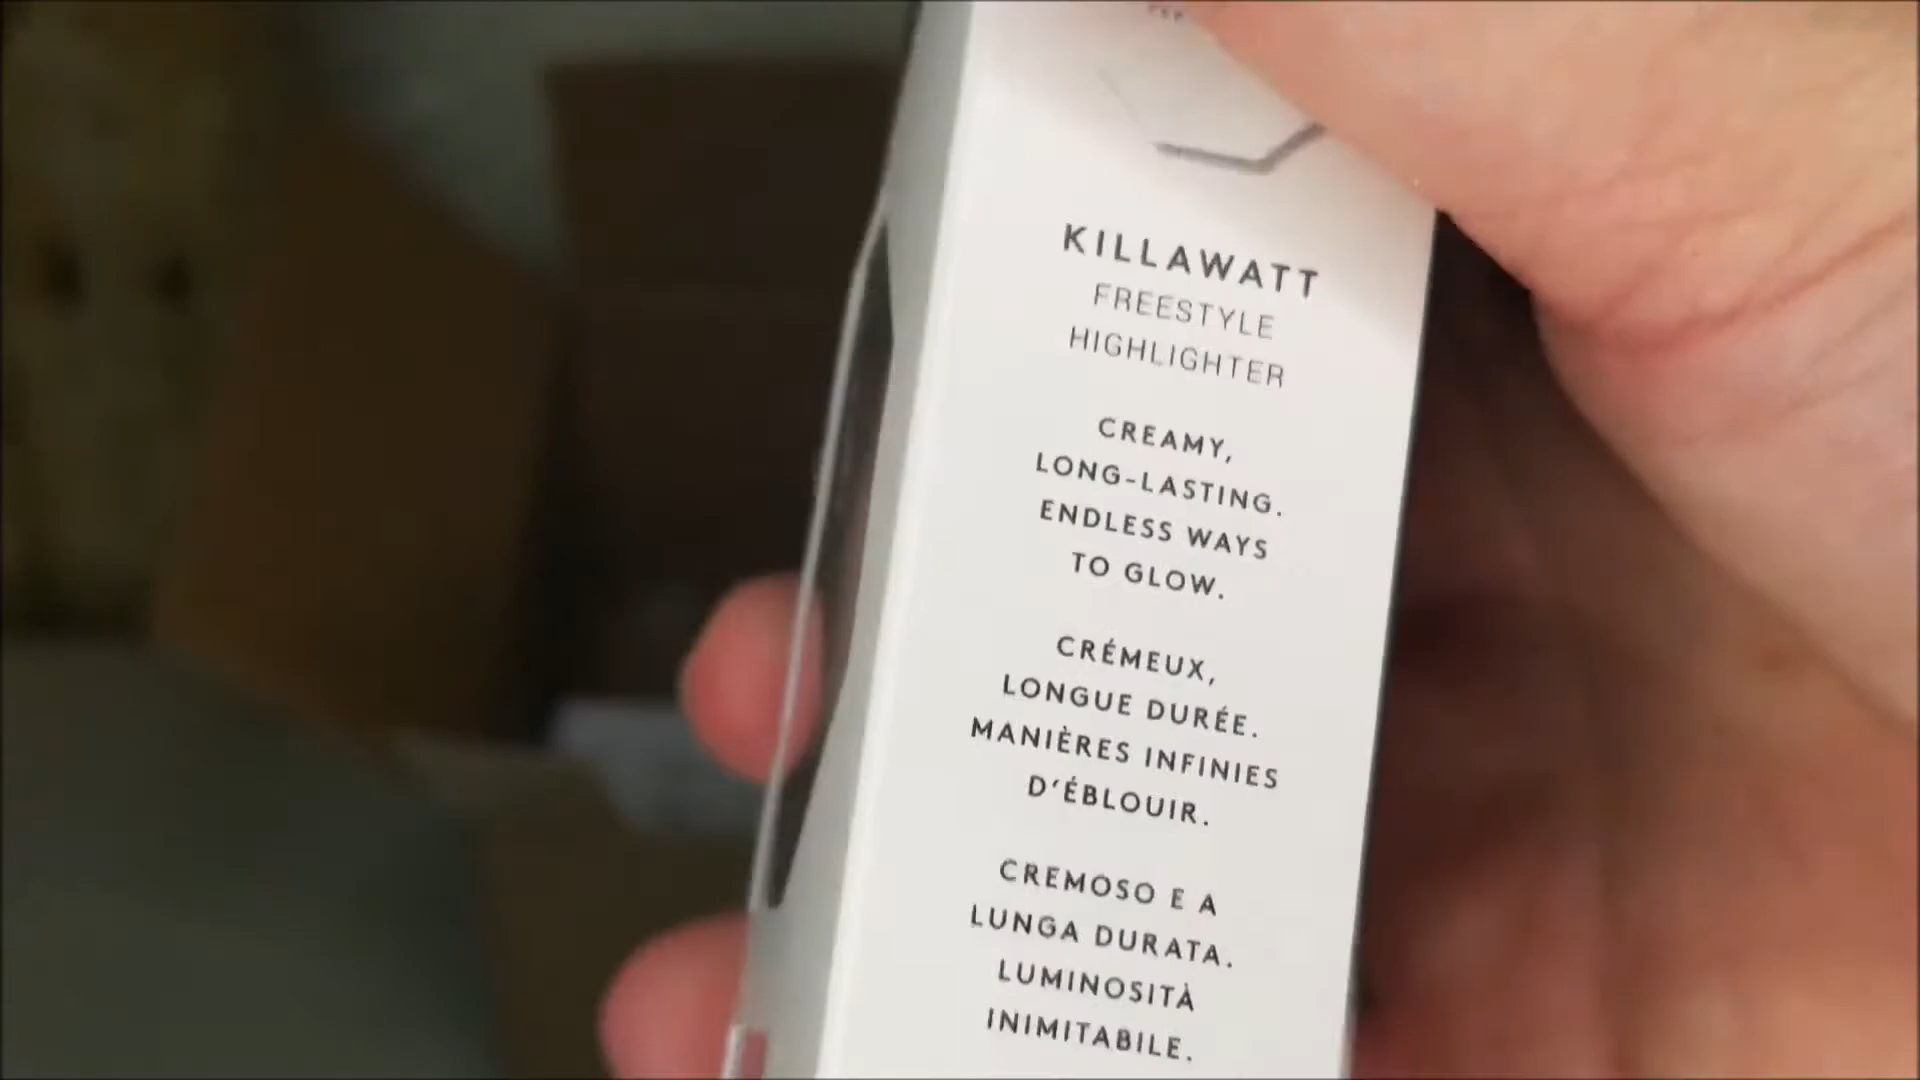 KILLAWATT
FREESTYLE
HIGHLIGHTER
CREAMY,
LONG-LASTING.
ENDLESS WAYS
TO GLOW.
CRÉMEUX,
LONGUE DURÉE.
MANIÈRES INFINIES
D'ÉBLOUIR.
CREMOSO E A
LUNGA DURATA.
LUMINOSITÀ
INIMITABILE.